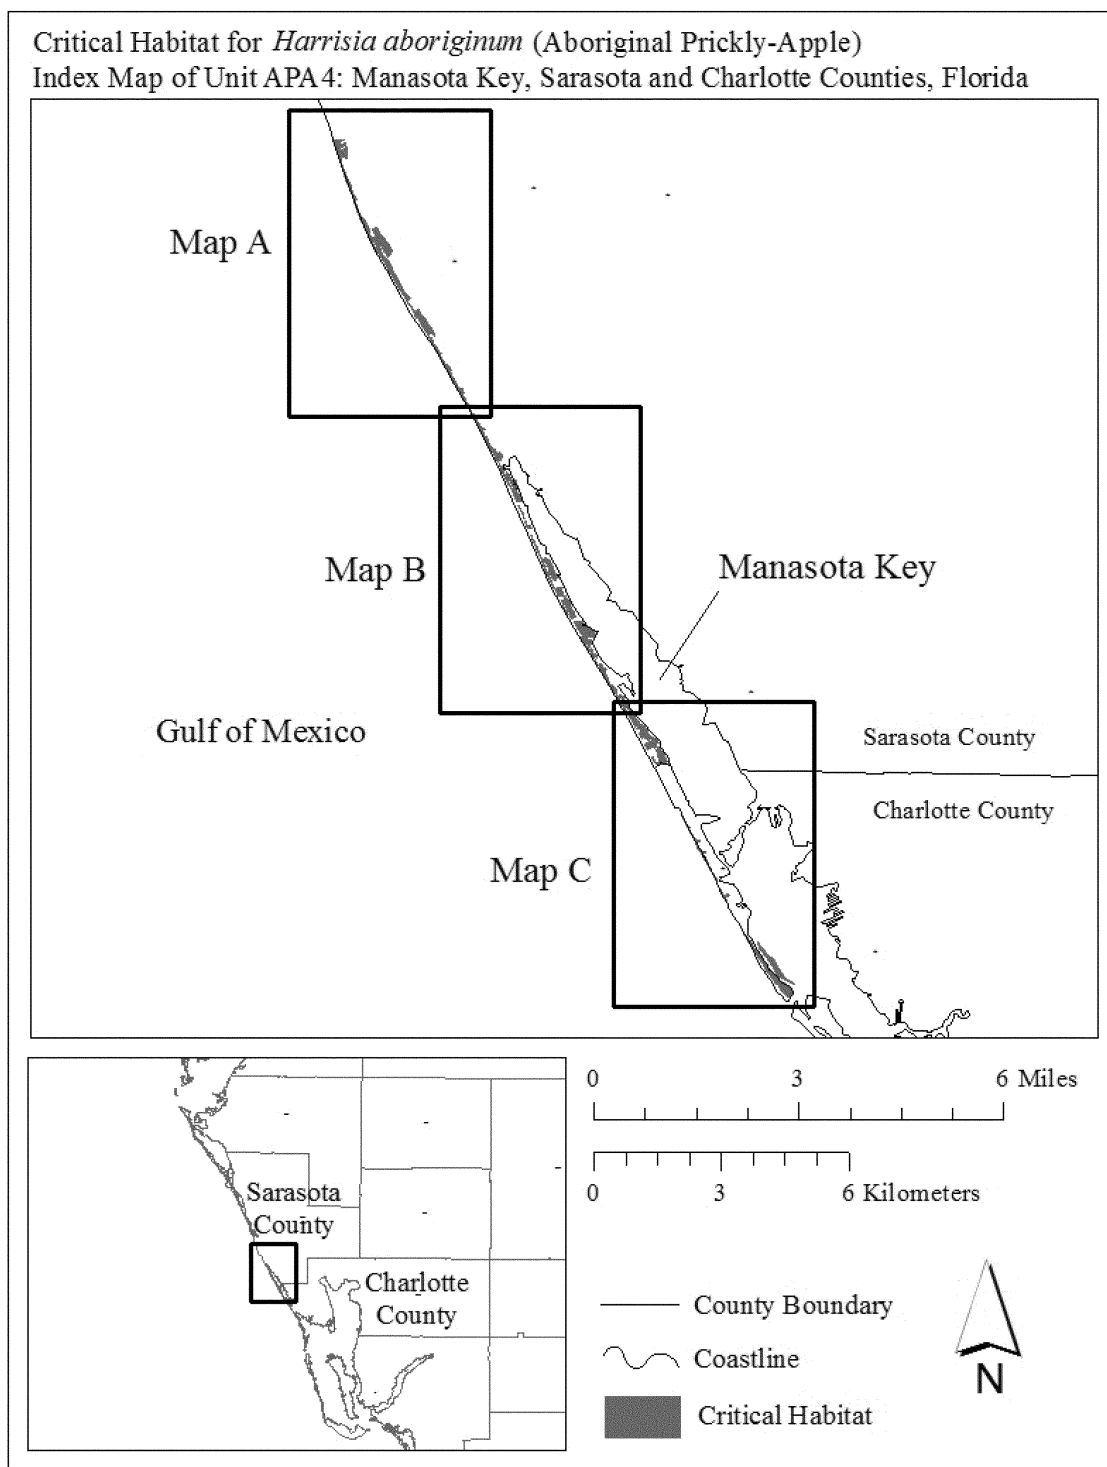 Critical Habitat for Harrisia aboriginum (Aboriginal Prickly-Apple)
Index Map of Unit APA4: Manasota Key, Sarasota and Charlotte Counties, Florida
Map A
Map B
Manasota Key
Gulf of Mexico
Sarasota County
Charlotte County
Map C
0 3 6 Miles
0 3 6 Kilometers
Sarasota
County
Charlotte
County
County Boundary
Coastline
Critical Habitat
N